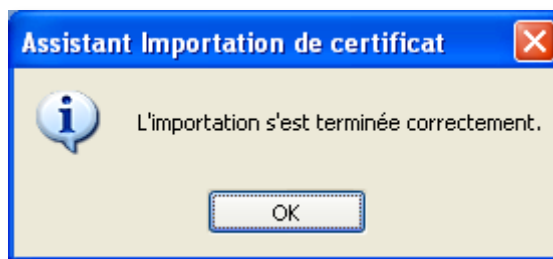 Assistant Importation de certificat
L'importation s'est terminée correctement.
OK